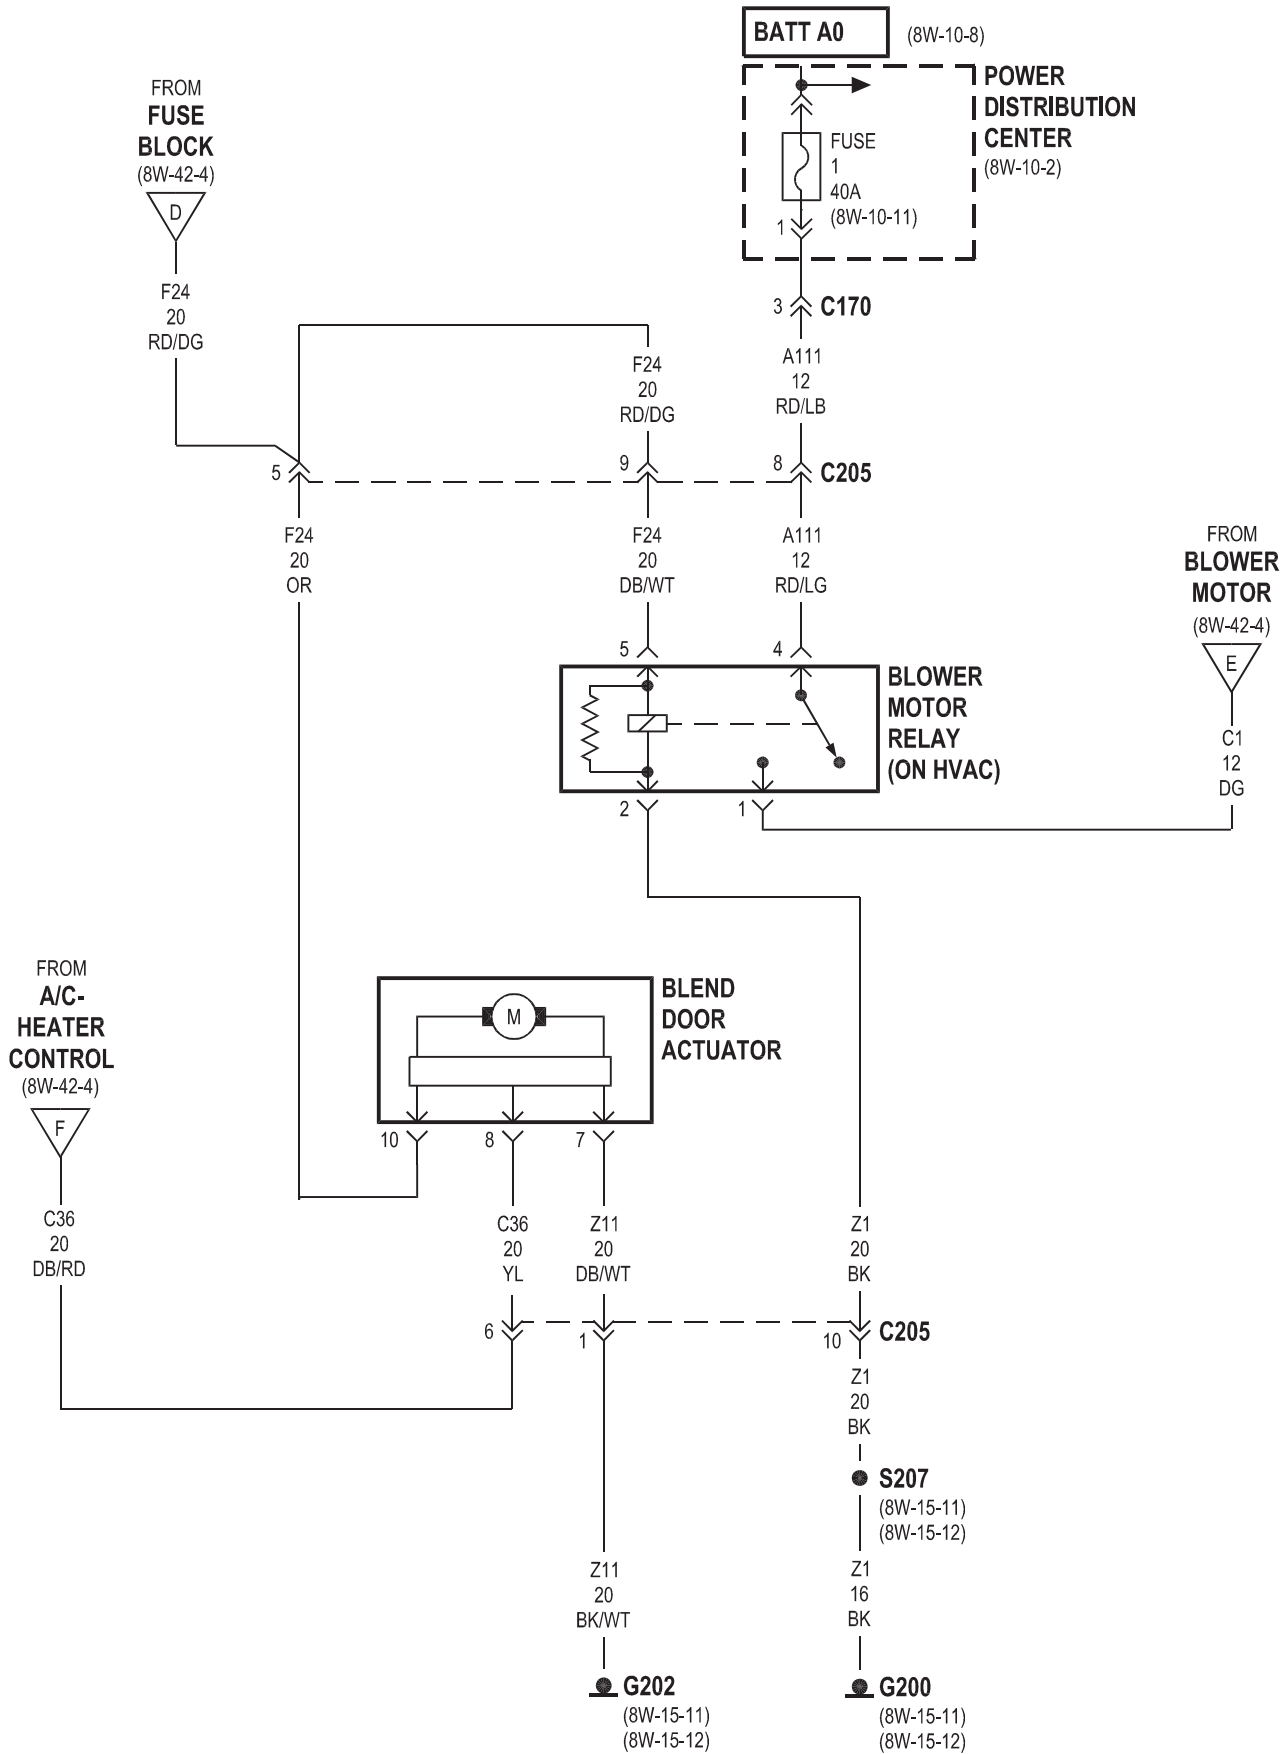 BATT A0
(8W-10-8)
POWER
DISTRIBUTION
CENTER
(8W-10-2)
FUSE
1
40A
(8W-10-11)
1
FROM
FUSE
BLOCK
(8W-42-4)
D
F24
20
RD/DG
3
C170
A111
12
RD/LB
F24
20
RD/DG
5
9
8
C205
F24
20
OR
F24
20
DB/WT
A111
12
RD/LG
FROM
BLOWER
MOTOR
(8W-42-4)
E
C1
12
DG
5
4
BLOWER
MOTOR
RELAY
(ON HVAC)
2
1
FROM
A/C-
HEATER
CONTROL
(8W-42-4)
F
C36
20
DB/RD
BLEND
DOOR
ACTUATOR
M
10
8
7
C36
20
YL
Z11
20
DB/WT
Z1
20
BK
6
1
10
C205
Z1
20
BK
S207
(8W-15-11)
(8W-15-12)
Z11
20
BK/WT
Z1
16
BK
G202
(8W-15-11)
(8W-15-12)
G200
(8W-15-11)
(8W-15-12)